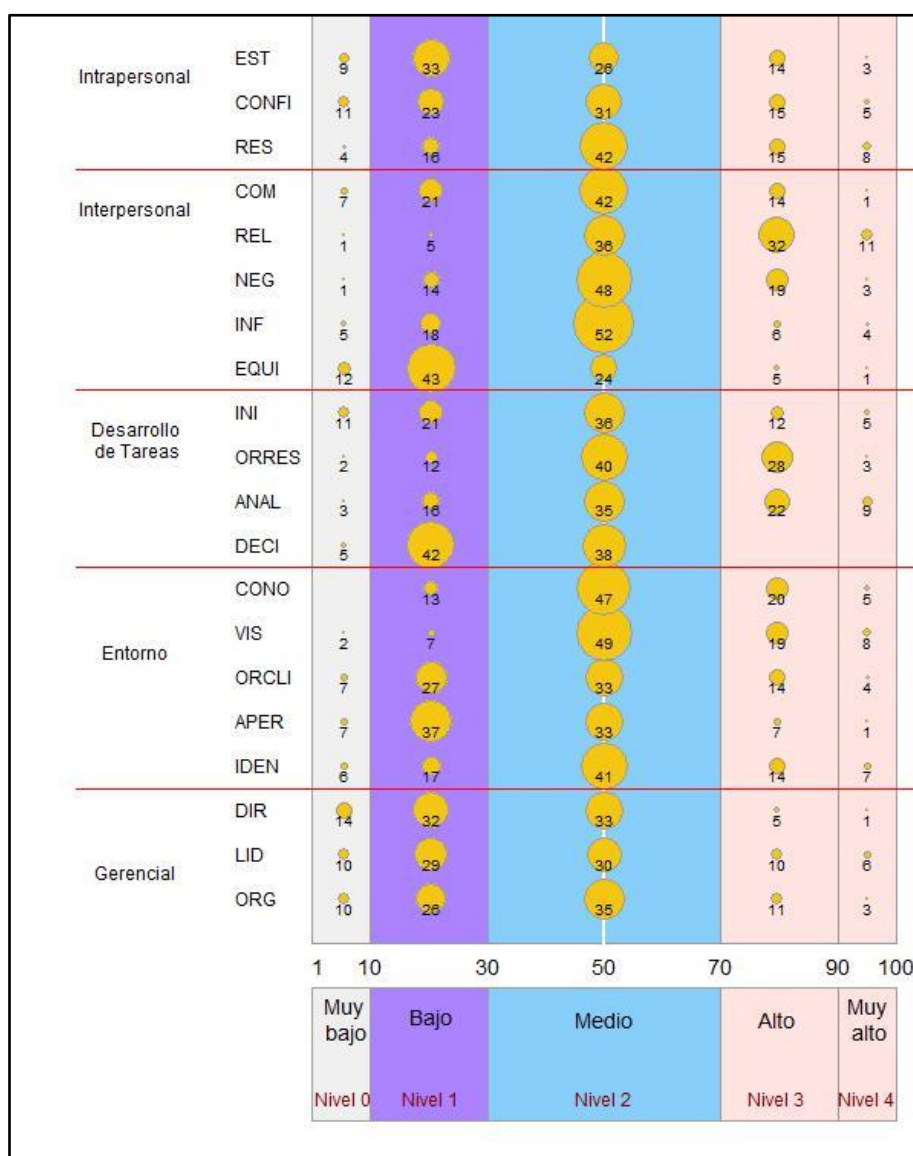 EST 9 33 26 14 3
Intrapersonal
CONFI 11 23 31 15 5
RES 4 16 42 15 8
COM 7 21 42 14 1
Interpersonal
REL 1 5 36 32 11
NEG 1 14 48 19 3
INF 5 18 52 6 4
EQUI 12 43 24 5 1
INI 11 21 36 12 5
Desarrollo
de Tareas
ORRES 2 12 40 28 3
ANAL 3 16 35 22 9
DECI 5 42 38
CONO 13 47 20 5
VIS 2 7 49 19 8
Entorno
ORCLI 7 27 33 14 4
APER 7 37 33 7 1
IDEN 6 17 41 14 7
DIR 14 32 33 5 1
LID 10 29 30 10 6
Gerencial
ORG 10 26 35 11 3
1 10 30 50 70 90 100
Muy
bajo
Bajo
Medio
Alto
Muy
alto
Nivel 0 Nivel 1 Nivel 2 Nivel 3 Nivel 4